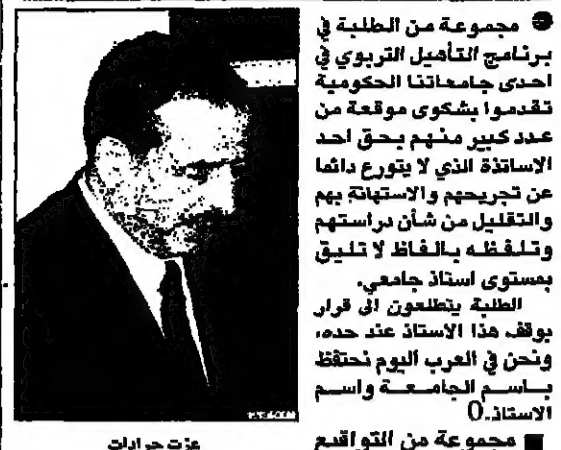 مجموعة من الطلبة في
برنامج التأهيل التربوي في
احدى جامعاتنا الحكومية
تقدموا بشكوى موقعة من
عدد كبير منهم بحق احد
الاساتذة الذي لا يتورع دائما
عن تجريحهم والاستهانة بهم
والتقليل من شأن دراستهم
وتلفظه بالفاظ لا تليق
بمستوى استاذ جامعي.
الطلبة يتطلعون الى قرار
بوقف هذا الاستاذ عند حده،
ونحن في العرب اليوم نحتفظ
باسم الجامعة واسم
الاستاذ.O
مجموعة من التواقيع
عزت جرادات